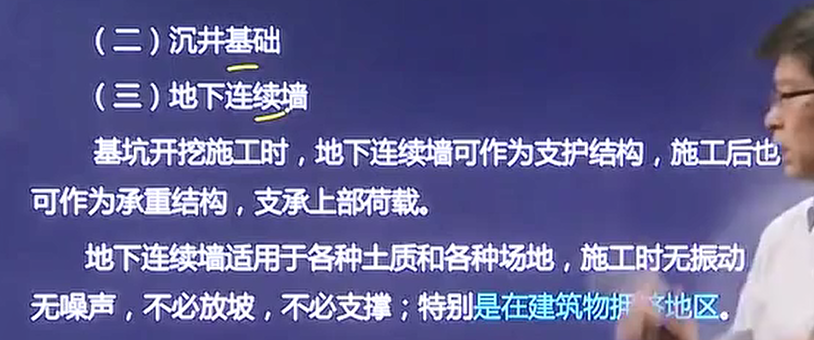 （二）沉井基础
（三）地下连续墙
基坑开挖施工时，地下连续墙可作为支护结构，施工后也
可作为承重结构，支承上部荷载。
地下连续墙适用于各种土质和各种场地，施工时无振动
无噪声，不必放坡，不必支撑；特别是在建筑物拥挤地区。